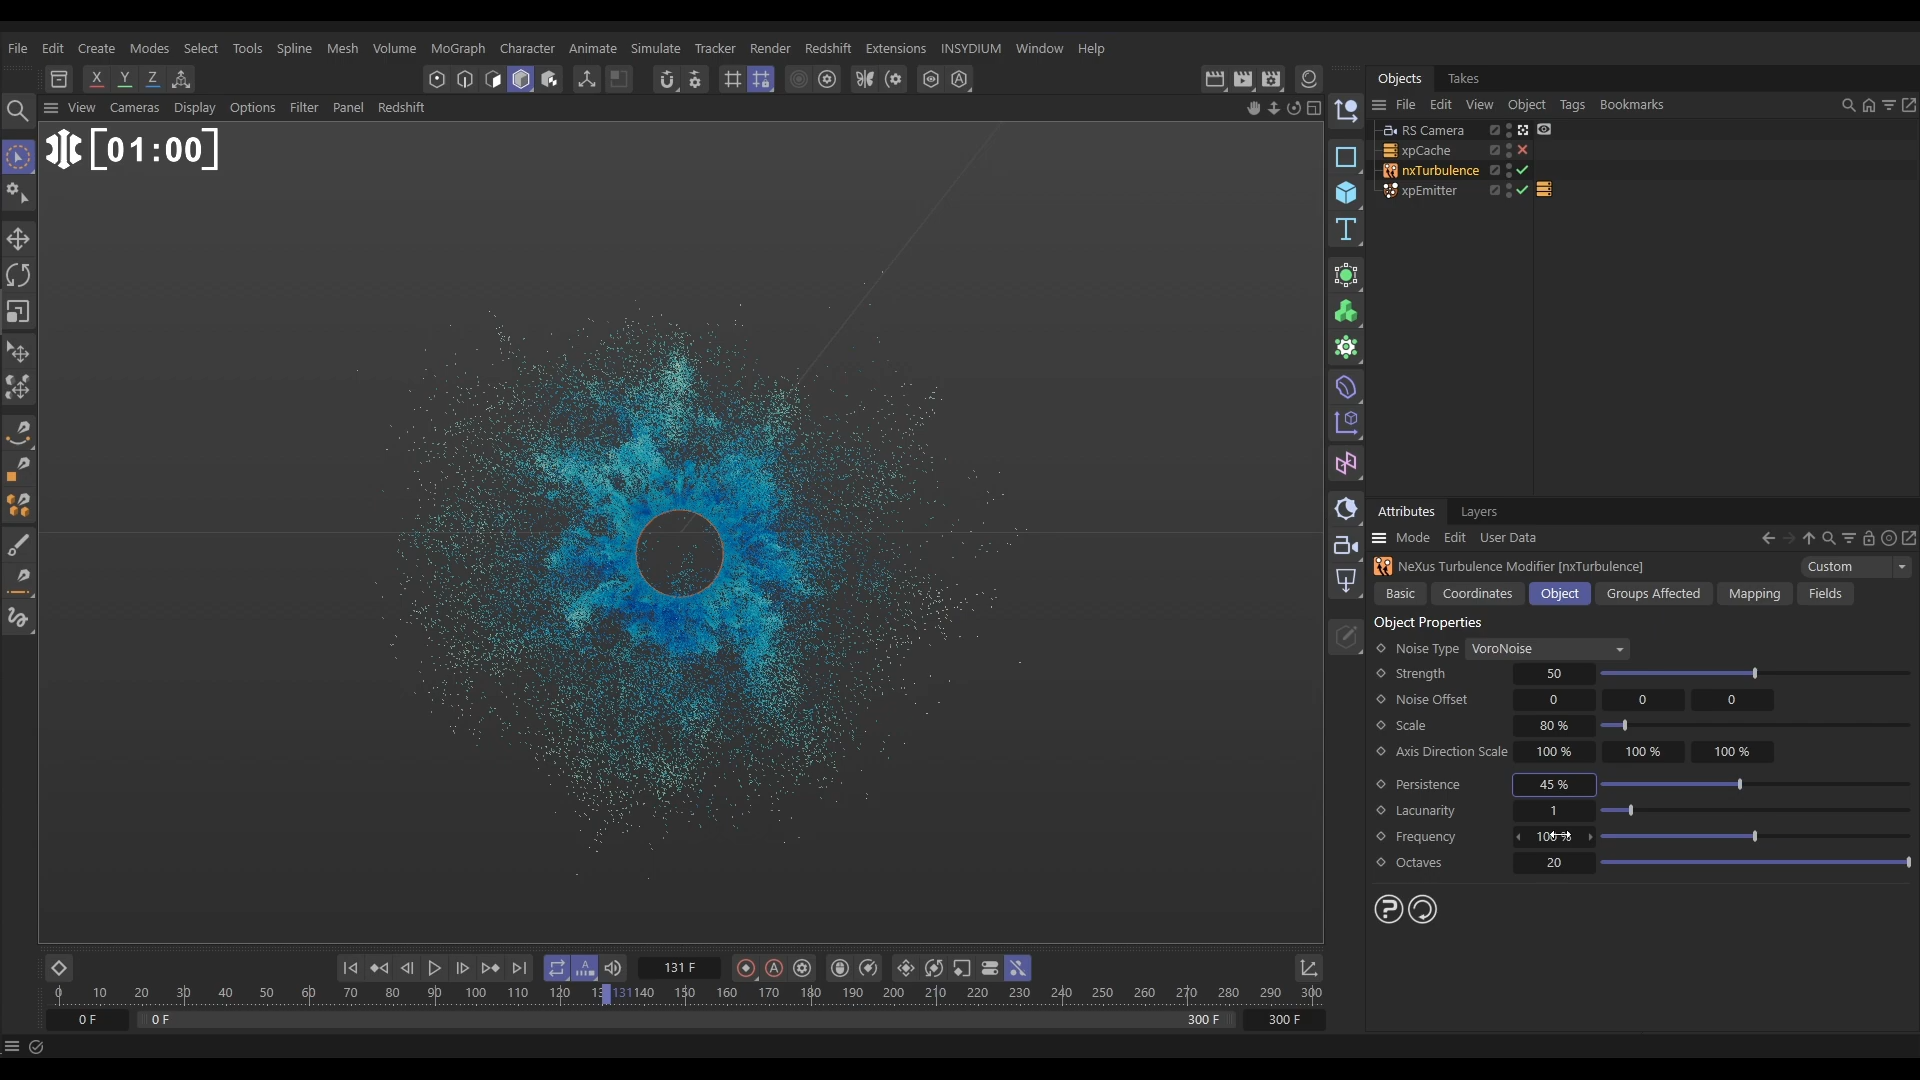 File Edit Create Modes Select Tools Spline Mesh Volume MoGraph Character Animate Simulate Tracker Render Redshift Extensions INSYDIUM Window Help
X Y Z
Objects Takes
View Cameras Display Options Filter Panel Redshift
File Edit View Object Tags Bookmarks
[01:00]
RS Camera
xpCache
nxTurbulence
xpEmitter
Attributes Layers
Mode Edit User Data
NeXus Turbulence Modifier [nxTurbulence] Custom
Basic Coordinates Object Groups Affected Mapping Fields
Object Properties
Noise Type VoroNoise
Strength 50
Noise Offset 0 0 0
Scale 80 %
Axis Direction Scale 100 % 100 % 100 %
Persistence 45 %
Lacunarity 1
Frequency 100 %
Octaves 20
131 F
0 10 20 30 40 50 60 70 80 90 100 110 120 131 140 150 160 170 180 190 200 210 220 230 240 250 260 270 280 290 300
0 F 0 F 300 F 300 F